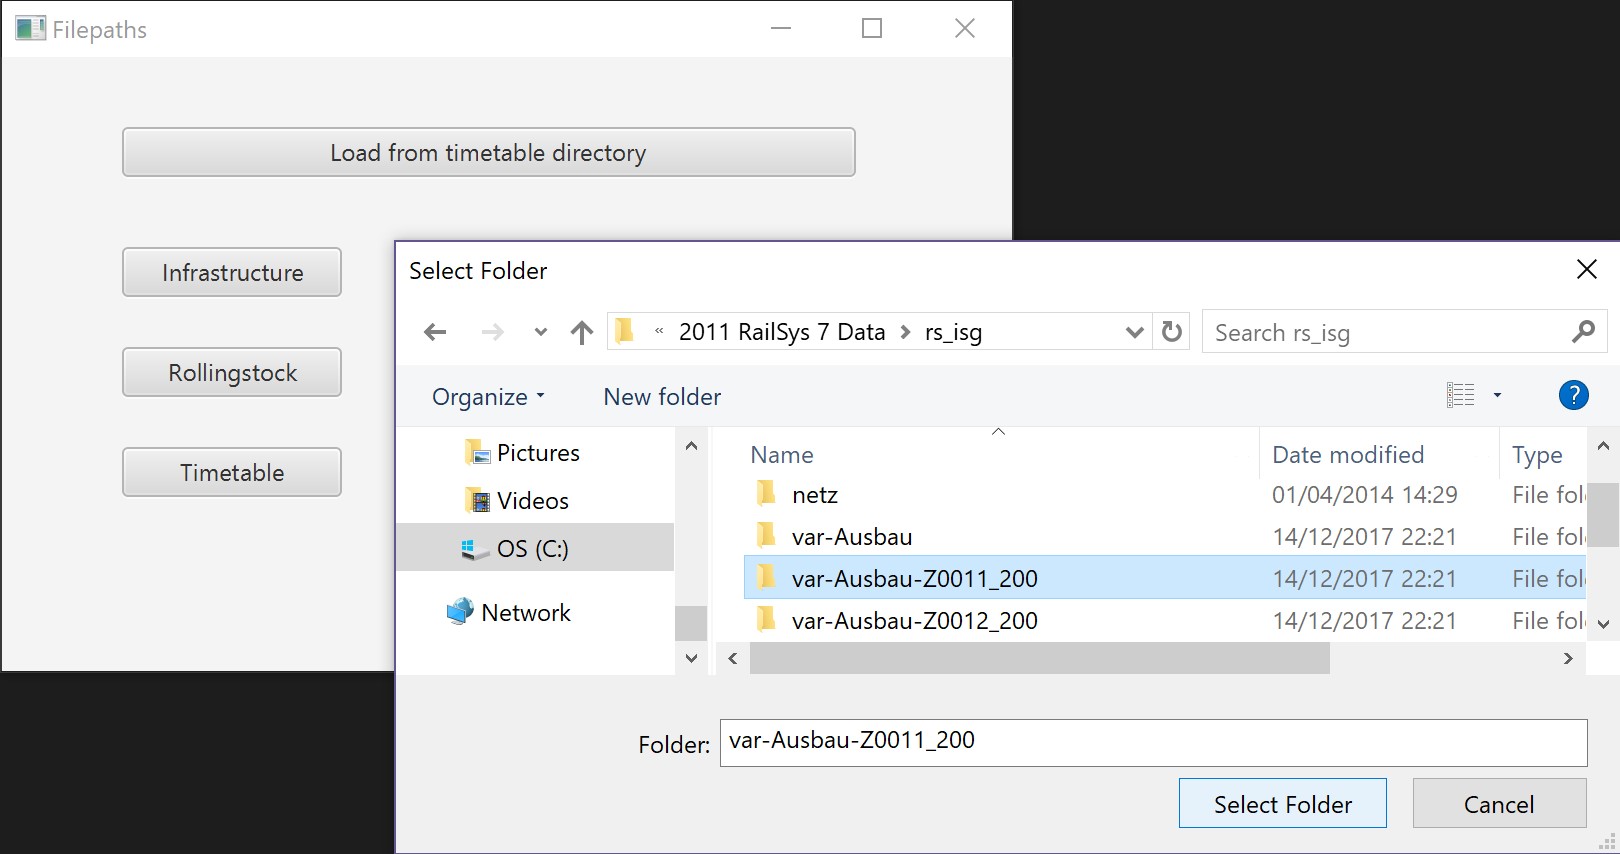 Filepaths
Load from timetable directory
Infrastructure
Rollingstock
Timetable
Select Folder
« 2011 RailSys 7 Data > rs_isg
Search rs_isg
Organize
New folder
?
Pictures
Videos
OS (C:)
Network
Name Date modified Type
netz 01/04/2014 14:29 File fol
var-Ausbau 14/12/2017 22:21 File fol
var-Ausbau-Z0011_200 14/12/2017 22:21 File fol
var-Ausbau-Z0012_200 14/12/2017 22:21 File fol
Folder: var-Ausbau-Z0011_200
Select Folder Cancel